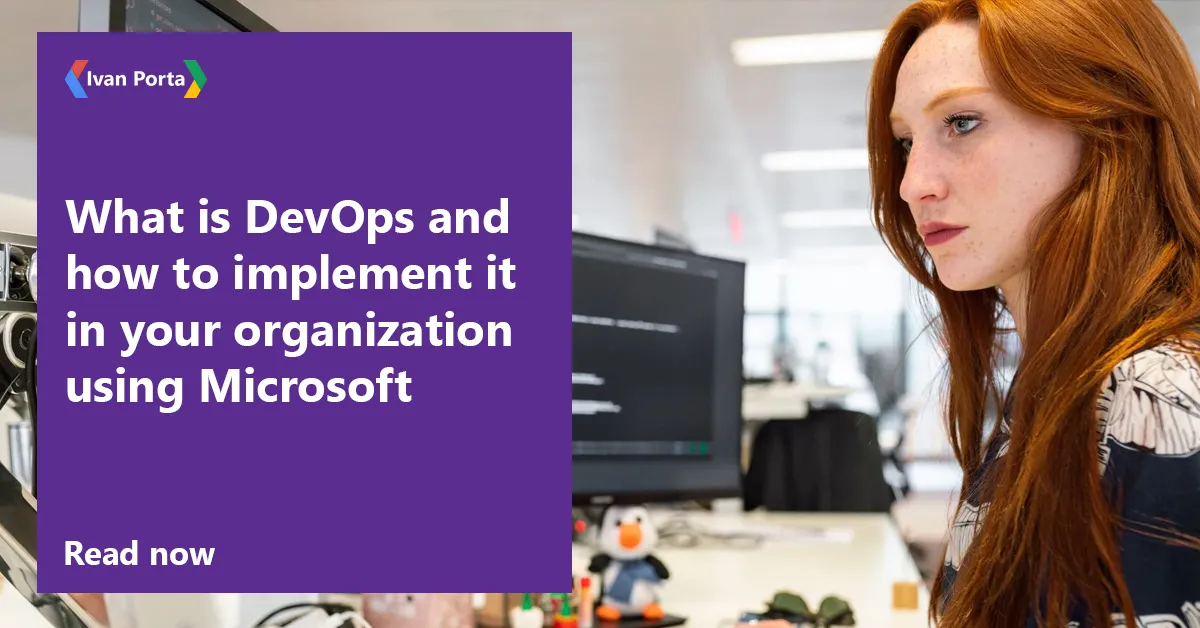 Ivan Porta
What is DevOps and
how to implement it
in your organization
using Microsoft
Read now